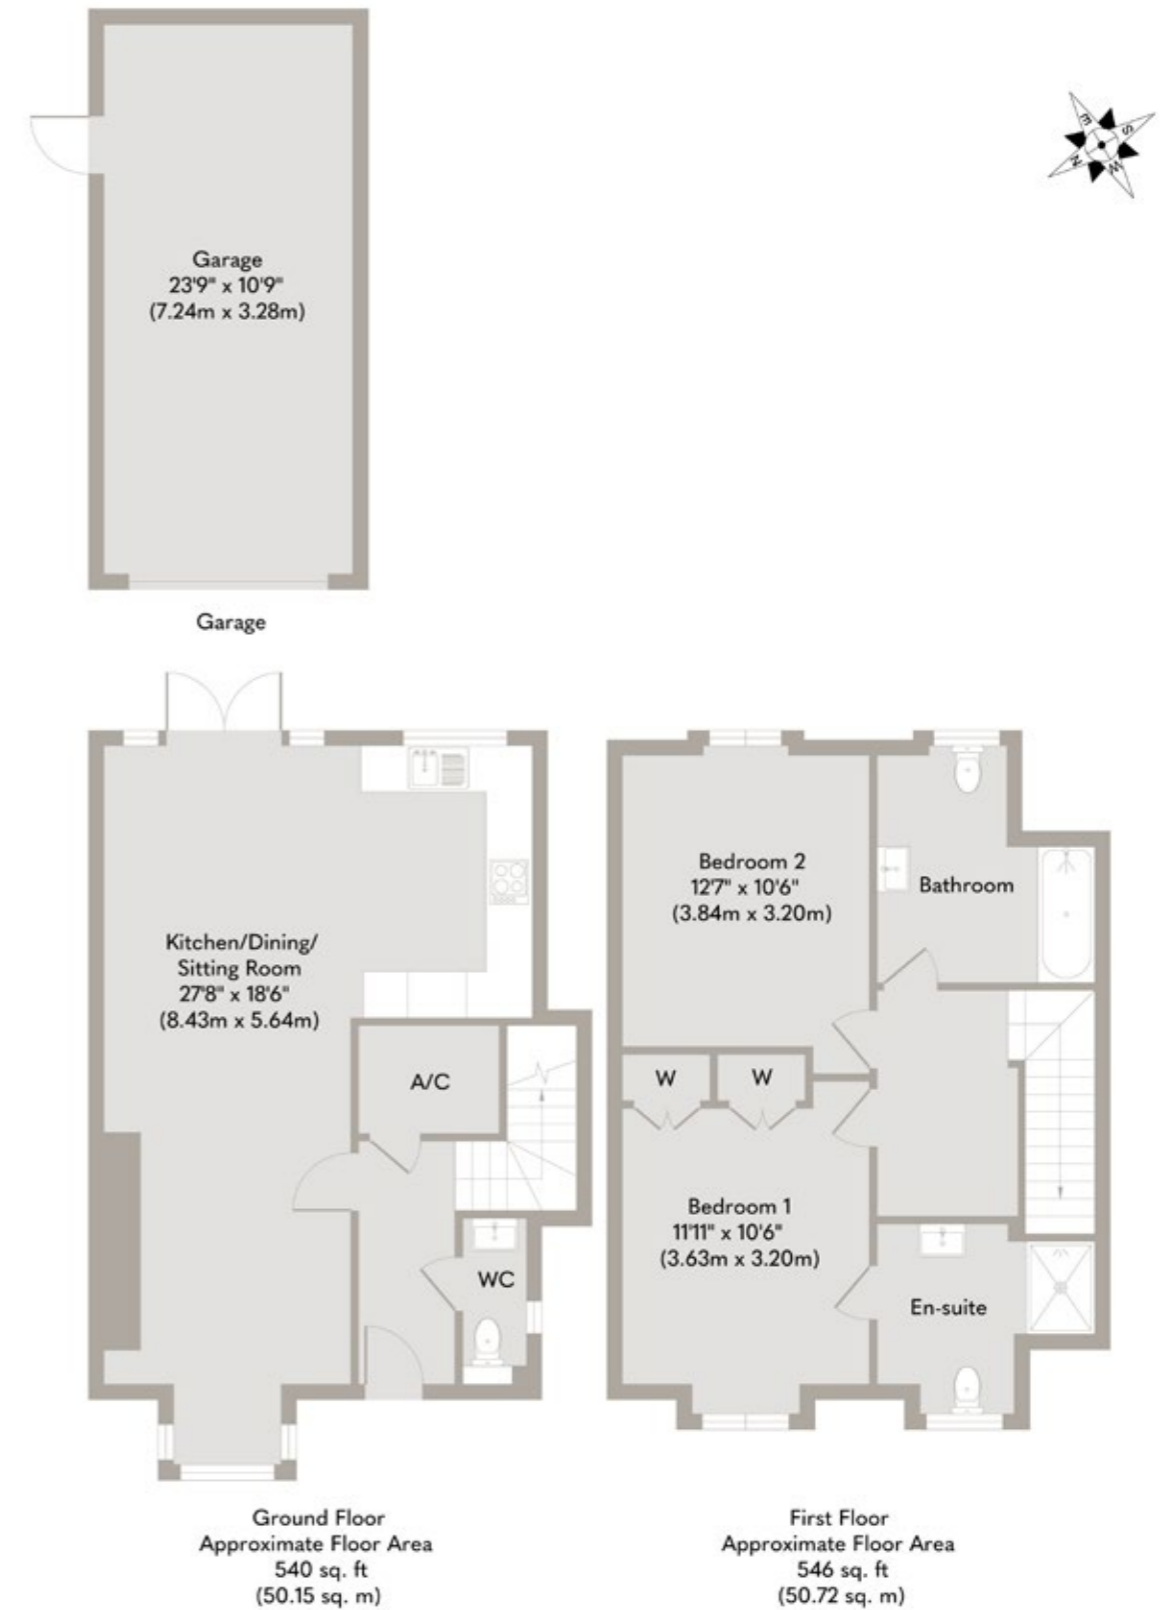 E
S
N
W
Garage
23'9" x 10'9"
(7.24m x 3.28m)
Garage
Kitchen/Dining/
Sitting Room
27'8" x 18'6"
(8.43m x 5.64m)
A/C
WC
Bedroom 2
12'7" x 10'6"
(3.84m x 3.20m)
Bathroom
W
W
Bedroom 1
11'11" x 10'6"
(3.63m x 3.20m)
En-suite
Ground Floor
Approximate Floor Area
540 sq. ft
(50.15 sq. m)
First Floor
Approximate Floor Area
546 sq. ft
(50.72 sq. m)